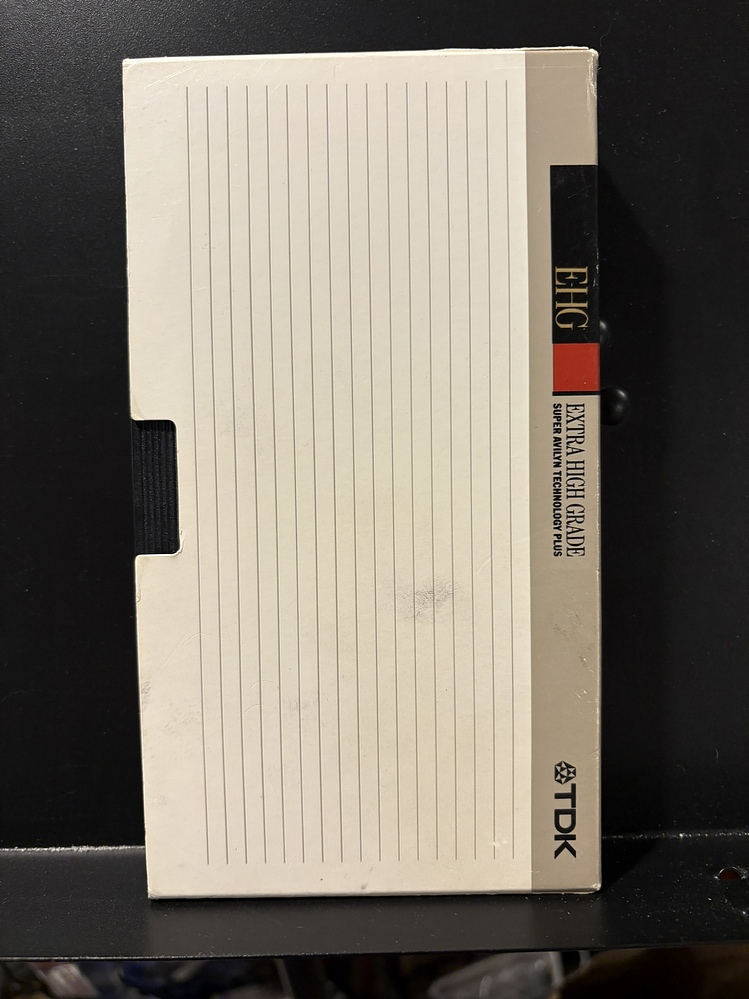 EHG
EXTRA HIGH GRADE
SUPER AVILYN TECHNOLOGY PLUS
TDK